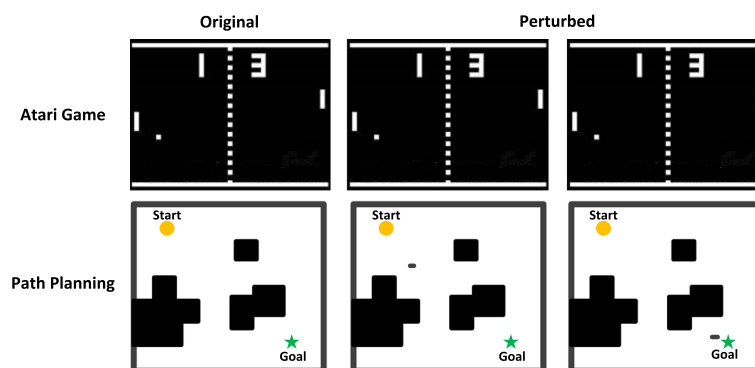 Original Perturbed
Atari Game
1 3 1 3 1 3
Start Start Start
Path Planning
Goal Goal Goal